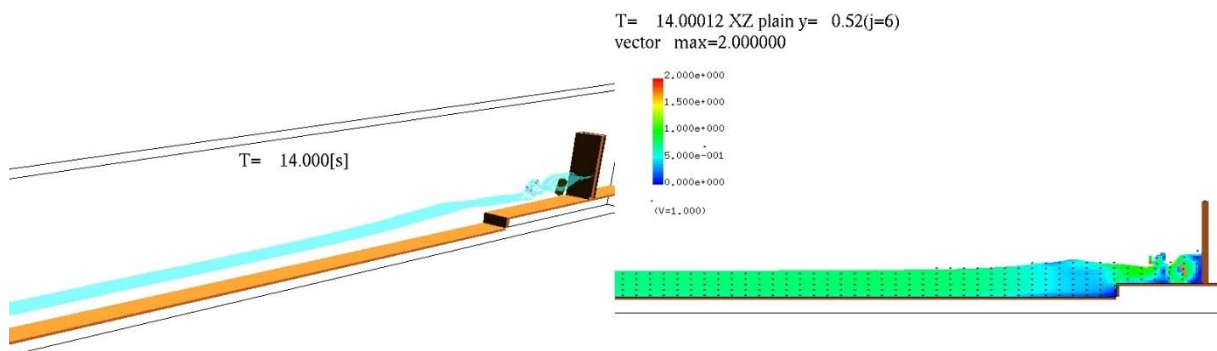 T= 14.00012 XZ plain y= 0.52(j=6)
vector max=2.000000
2.000e+000
1.500e+000
1.000e+000
5.000e-001
0.000e+000
(V=1.000)
T= 14.000[s]